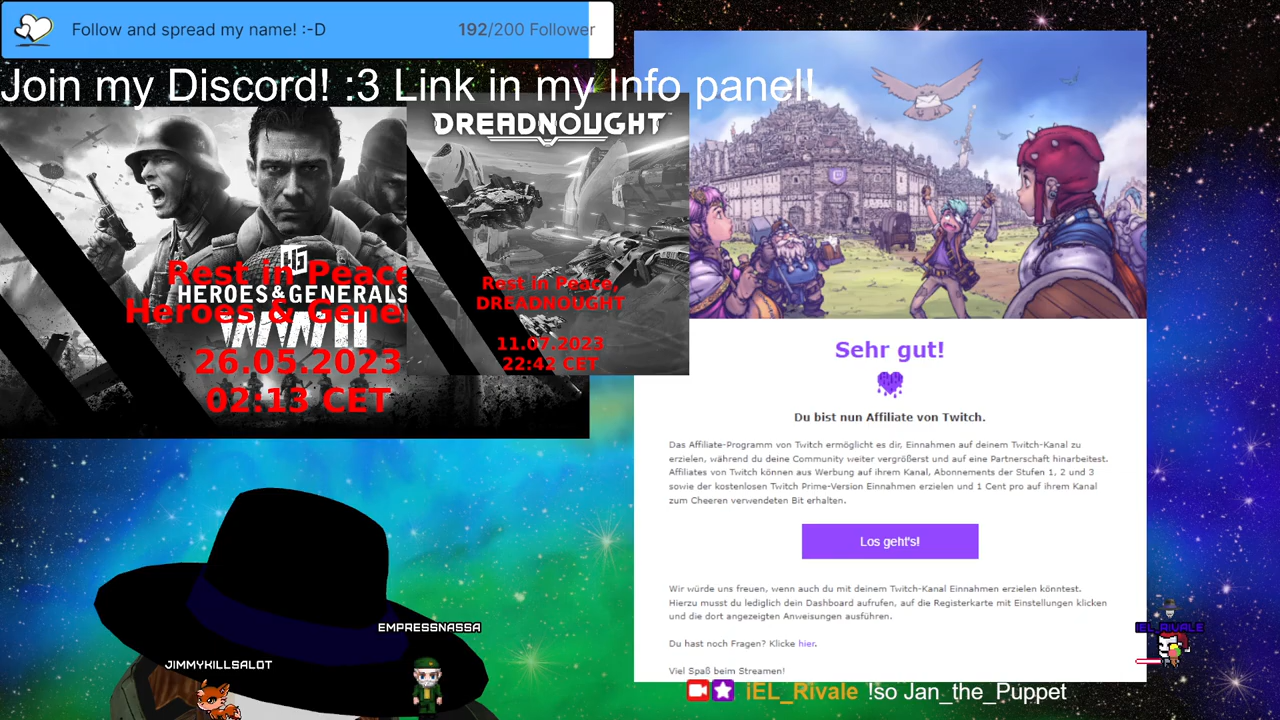 Follow and spread my name! :-D
192/200 Follower
Join my Discord! :3 Link in my Info panel!
DREADNOUGHT
HEROES & GENERALS
WWII
Rest in Peace
Heroes & Gene
26.05.2023
02:13 CET
Rest in Peace,
DREADNOUGHT
11.07.2023
22:42 CET
Sehr gut!
Du bist nun Affiliate von Twitch.
Das Affiliate-Programm von Twitch ermöglicht es dir, Einnahmen auf deinem Twitch-Kanal zu
erzielen, während du deine Community weiter vergrößerst und auf eine Partnerschaft hinarbeitest.
Affiliates von Twitch können aus Werbung auf ihrem Kanal, Abonnements der Stufen 1, 2 und 3
sowie der kostenlosen Twitch Prime-Version Einnahmen erzielen und 1 Cent pro auf ihrem Kanal
zum Cheeren verwendeten Bit erhalten.
Los geht's!
Wir würde uns freuen, wenn auch du mit deinem Twitch-Kanal Einnahmen erzielen könntest.
Hierzu musst du lediglich dein Dashboard aufrufen, auf die Registerkarte mit Einstellungen klicken
und die dort angezeigten Anweisungen ausführen.
Du hast noch Fragen? Klicke hier.
Viel Spaß beim Streamen!
EMPRESSNASSA
JIMMYKILLSALOT
IEL_RIVALE
iEL_Rivale !so Jan_the_Puppet